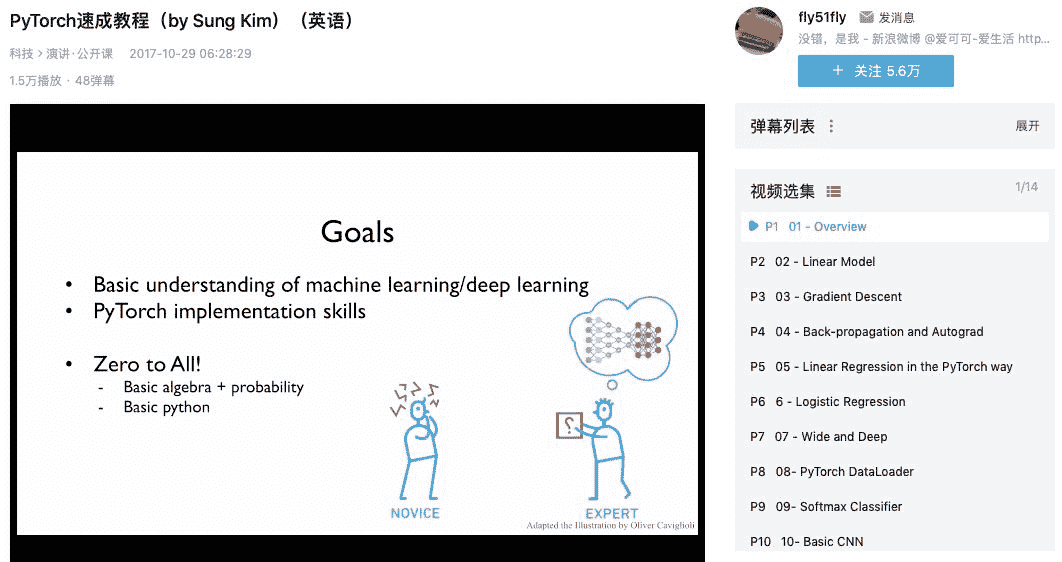 PyTorch速成教程（by Sung Kim）（英语）
科技 > 演讲·公开课 2017-10-29 06:28:29
1.5万播放 · 48弹幕
Goals
• Basic understanding of machine learning/deep learning
• PyTorch implementation skills
• Zero to All!
- Basic algebra + probability
- Basic python
?
NOVICE
EXPERT
Adapted the Illustration by Oliver Caviglioli
fly51fly 发消息
没错，是我 - 新浪微博 @爱可可-爱生活 http...
+ 关注 5.6万
弹幕列表
展开
视频选集 1/14
P1 01 - Overview
P2 02 - Linear Model
P3 03 - Gradient Descent
P4 04 - Back-propagation and Autograd
P5 05 - Linear Regression in the PyTorch way
P6 6 - Logistic Regression
P7 07 - Wide and Deep
P8 08- PyTorch DataLoader
P9 09- Softmax Classifier
P10 10- Basic CNN